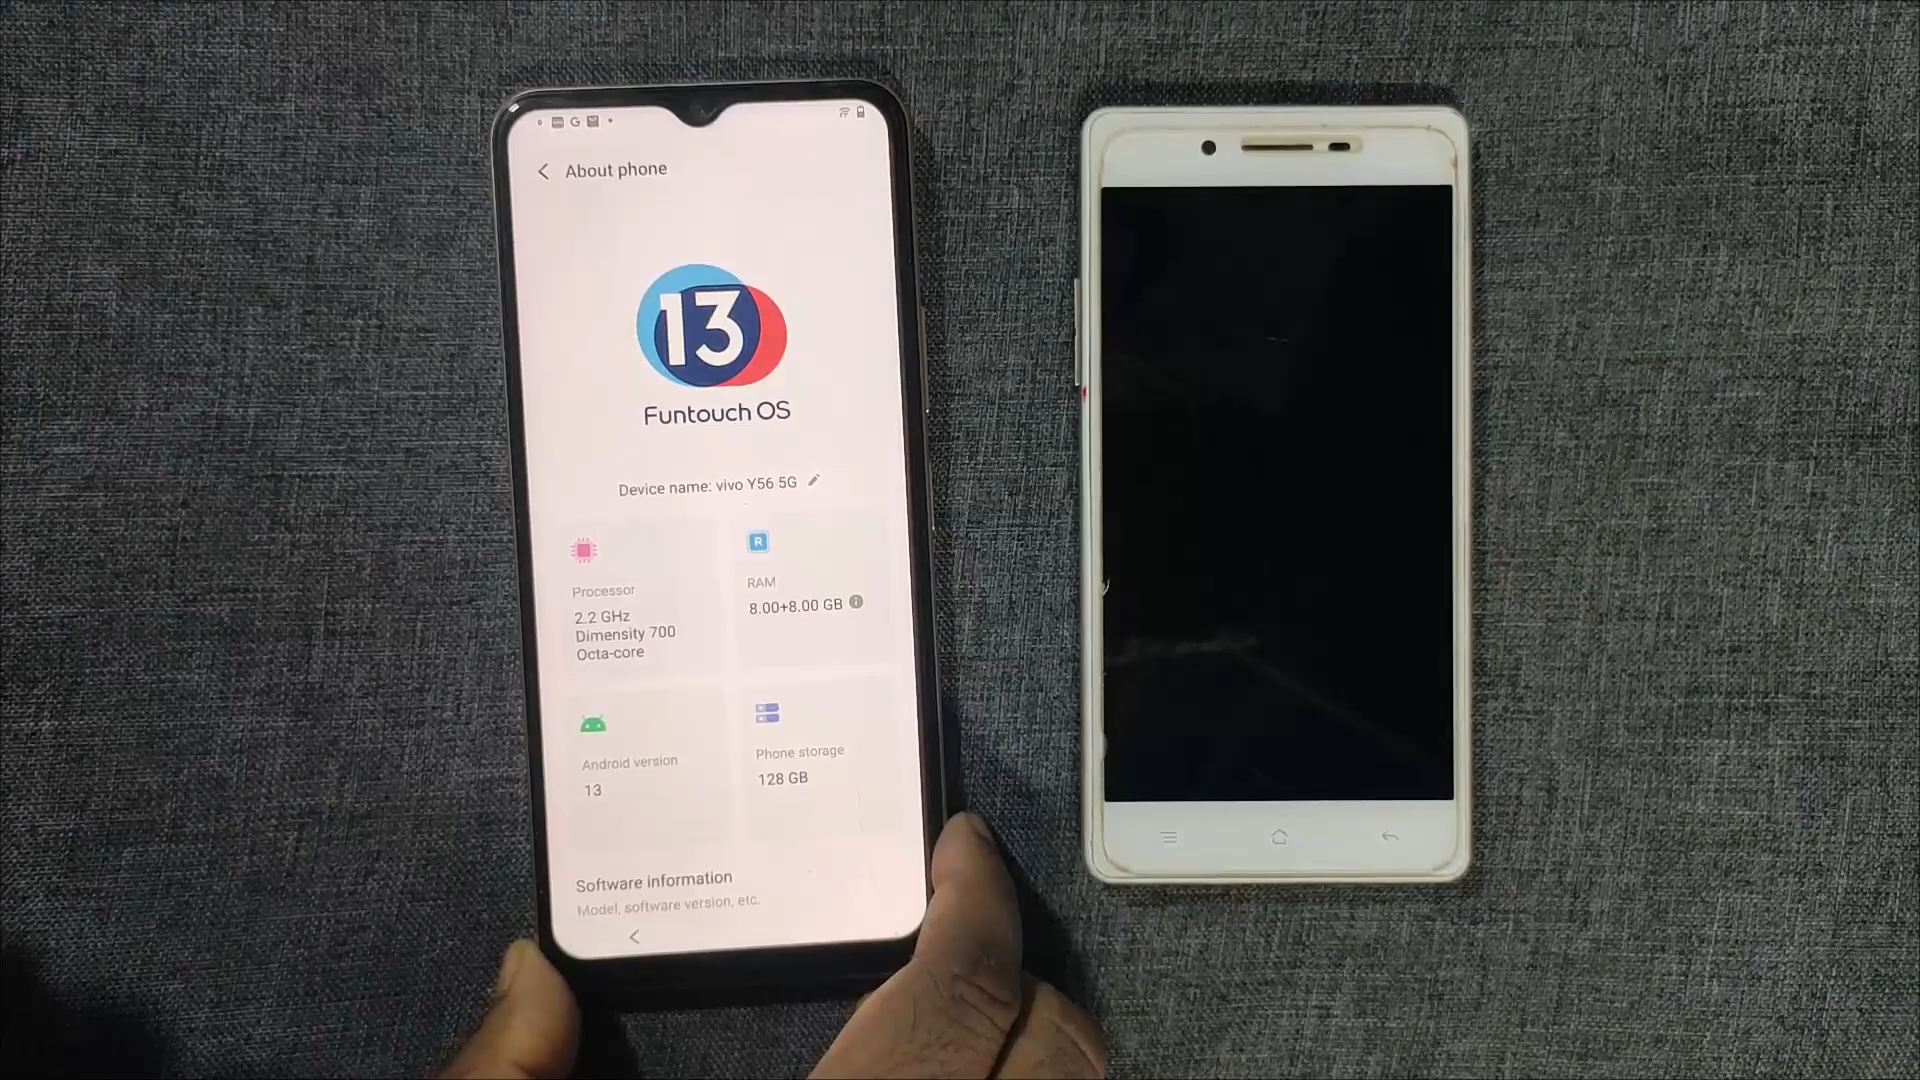 G
About phone
13
Funtouch OS
Device name: vivo Y56 5G
R
Processor
2.2 GHz
Dimensity 700
Octa-core
RAM
8.00+8.00 GB
Android version
13
Phone storage
128 GB
Software information
Model, software version, etc.